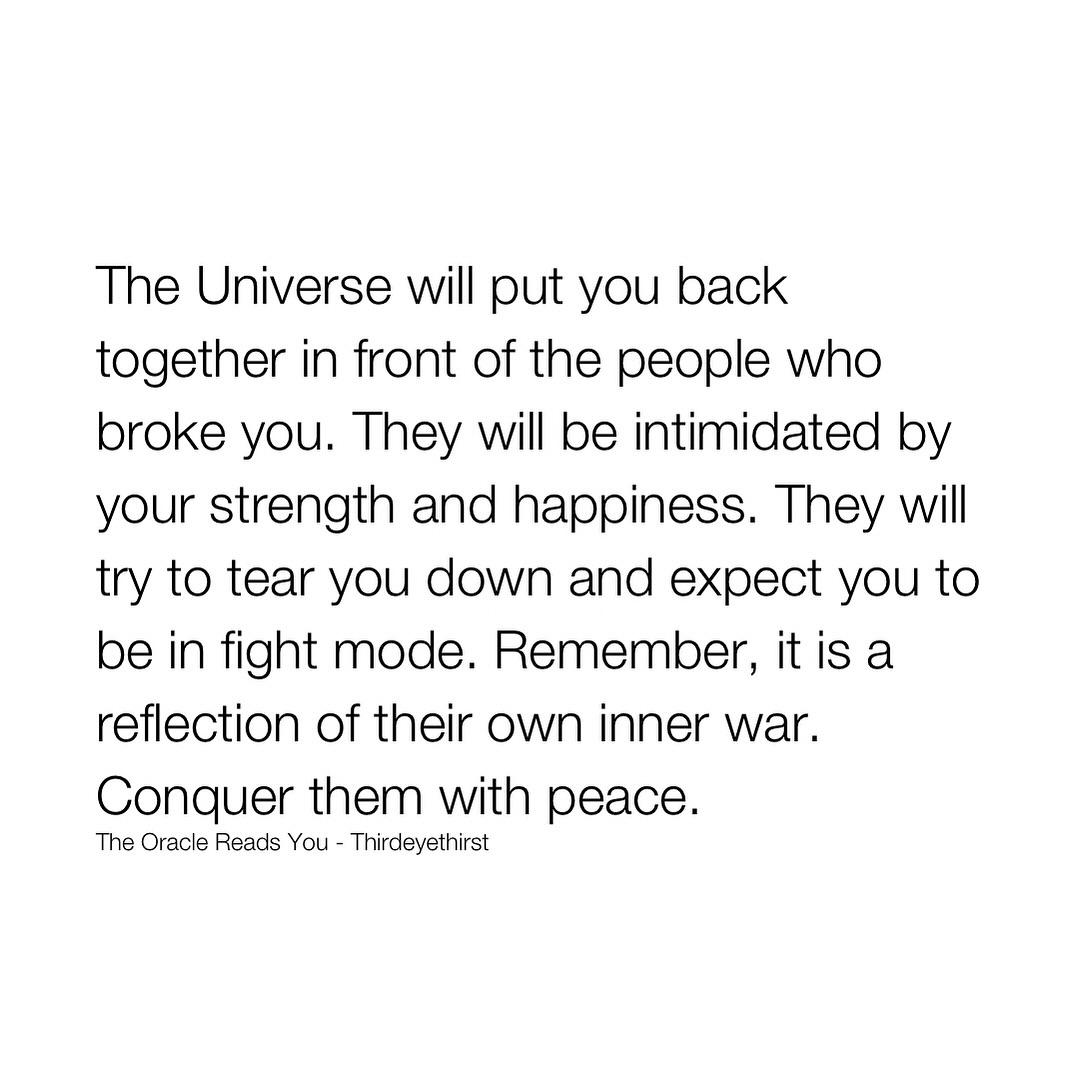 The Universe will put you back
together in front of the people who
broke you. They will be intimidated by
your strength and happiness. They will
try to tear you down and expect you to
be in fight mode. Remember, it is a
reflection of their own inner war.
Conquer them with peace.
The Oracle Reads You - Thirdeyethirst